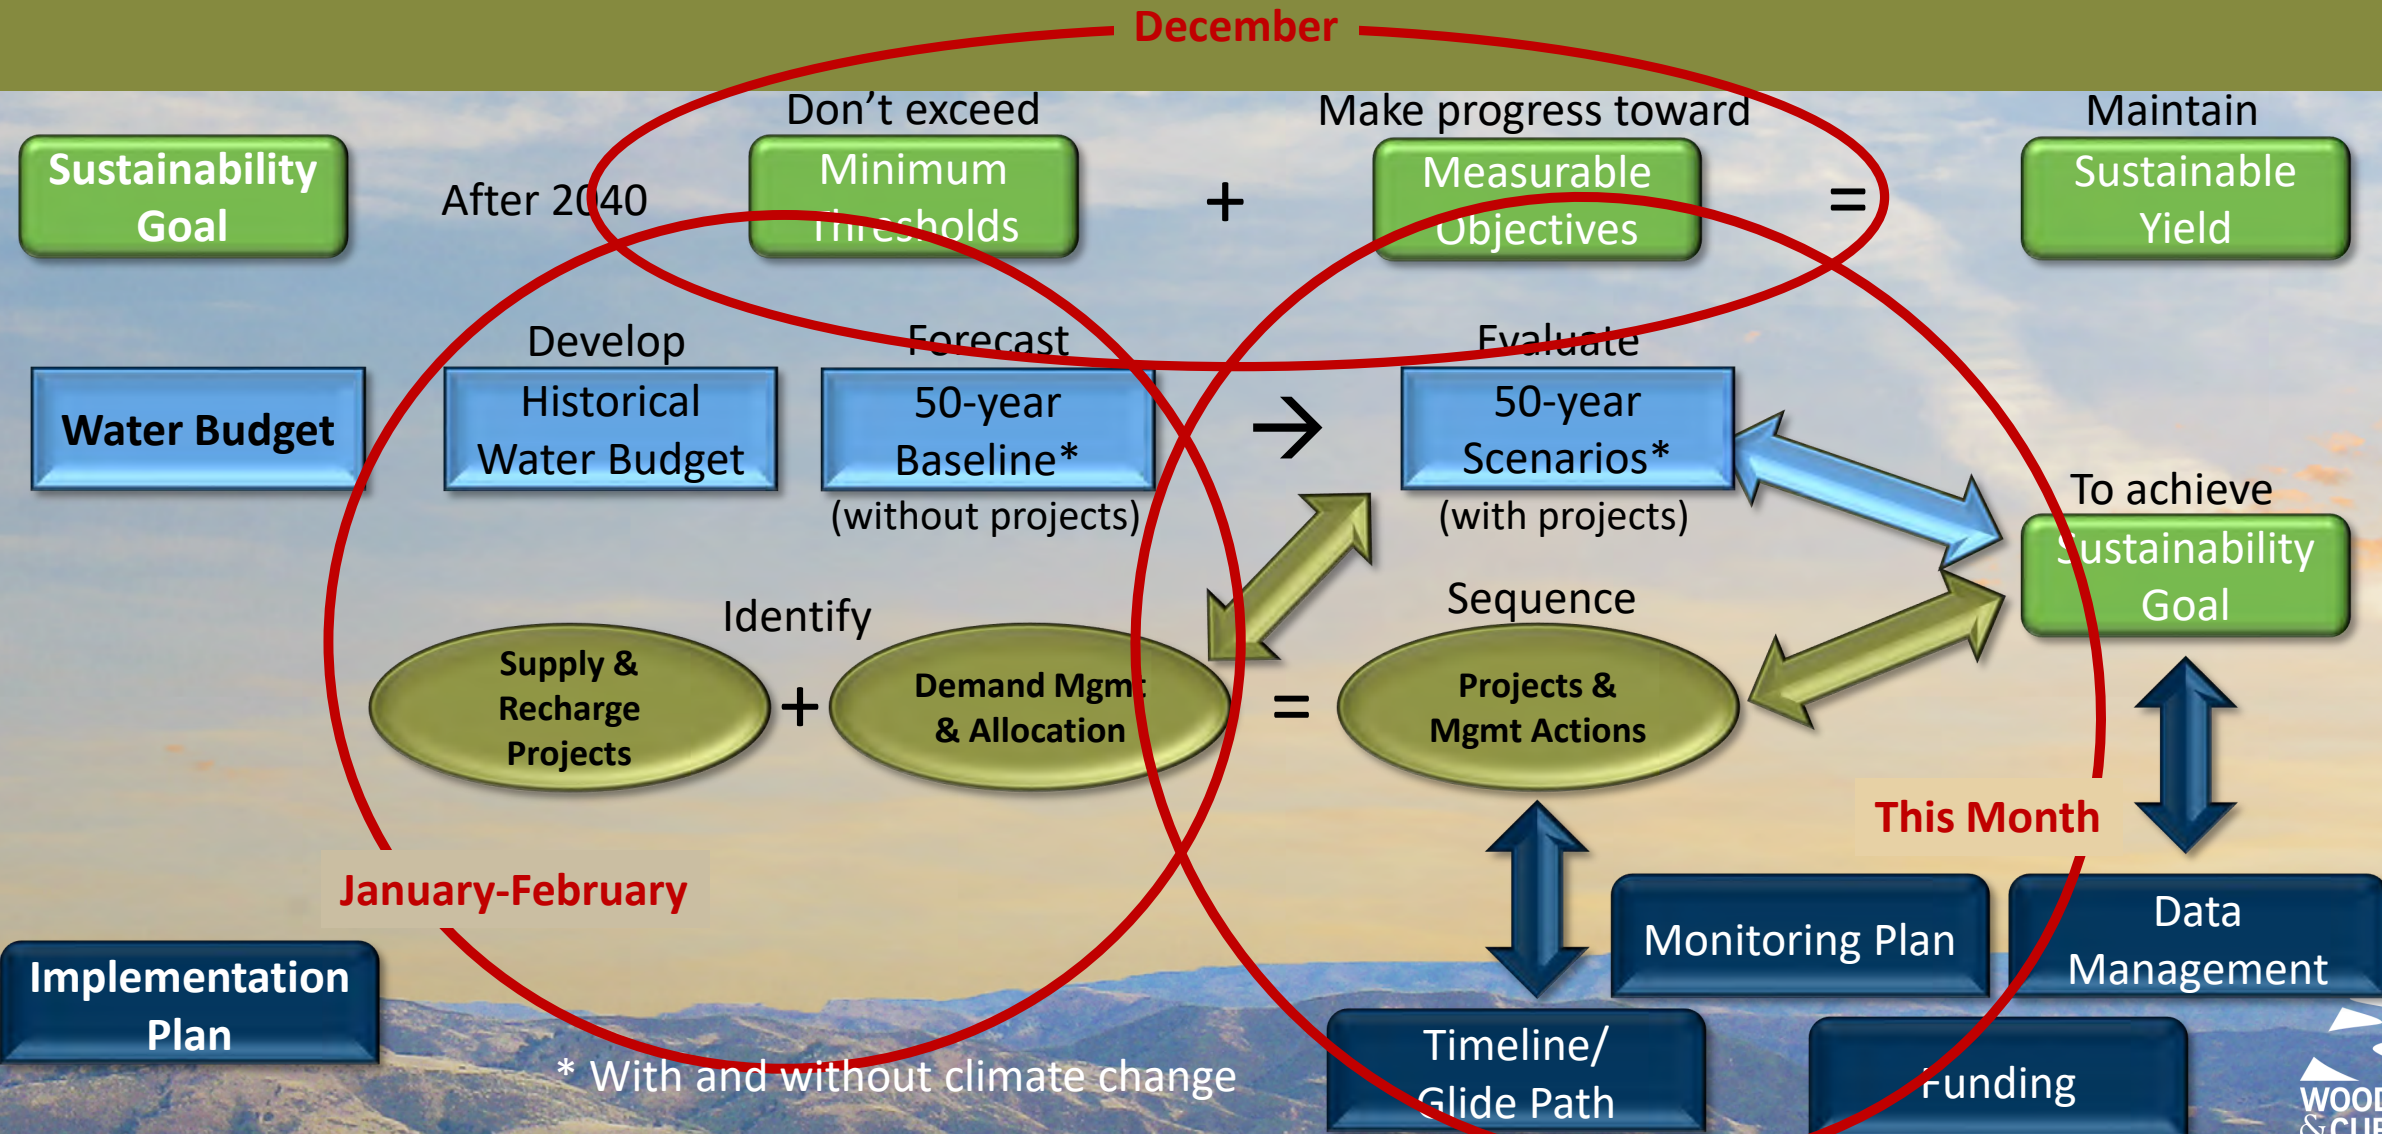 December
Don't exceed
Make progress toward
Maintain
Sustainability
Goal
After 2040
Minimum
Thresholds
+
Measurable
Objectives
=
Sustainable
Yield
Develop
Forecast
Evaluate
Water Budget
Historical
Water Budget
50-year
Baseline*
(without projects)
→
50-year
Scenarios*
(with projects)
To achieve
Sustainability
Goal
Identify
Sequence
Supply &
Recharge
Projects
+
Demand Mgmt
& Allocation
=
Projects &
Mgmt Actions
This Month
January-February
Monitoring Plan
Data
Management
Implementation
Plan
Timeline/
Glide Path
Funding
* With and without climate change